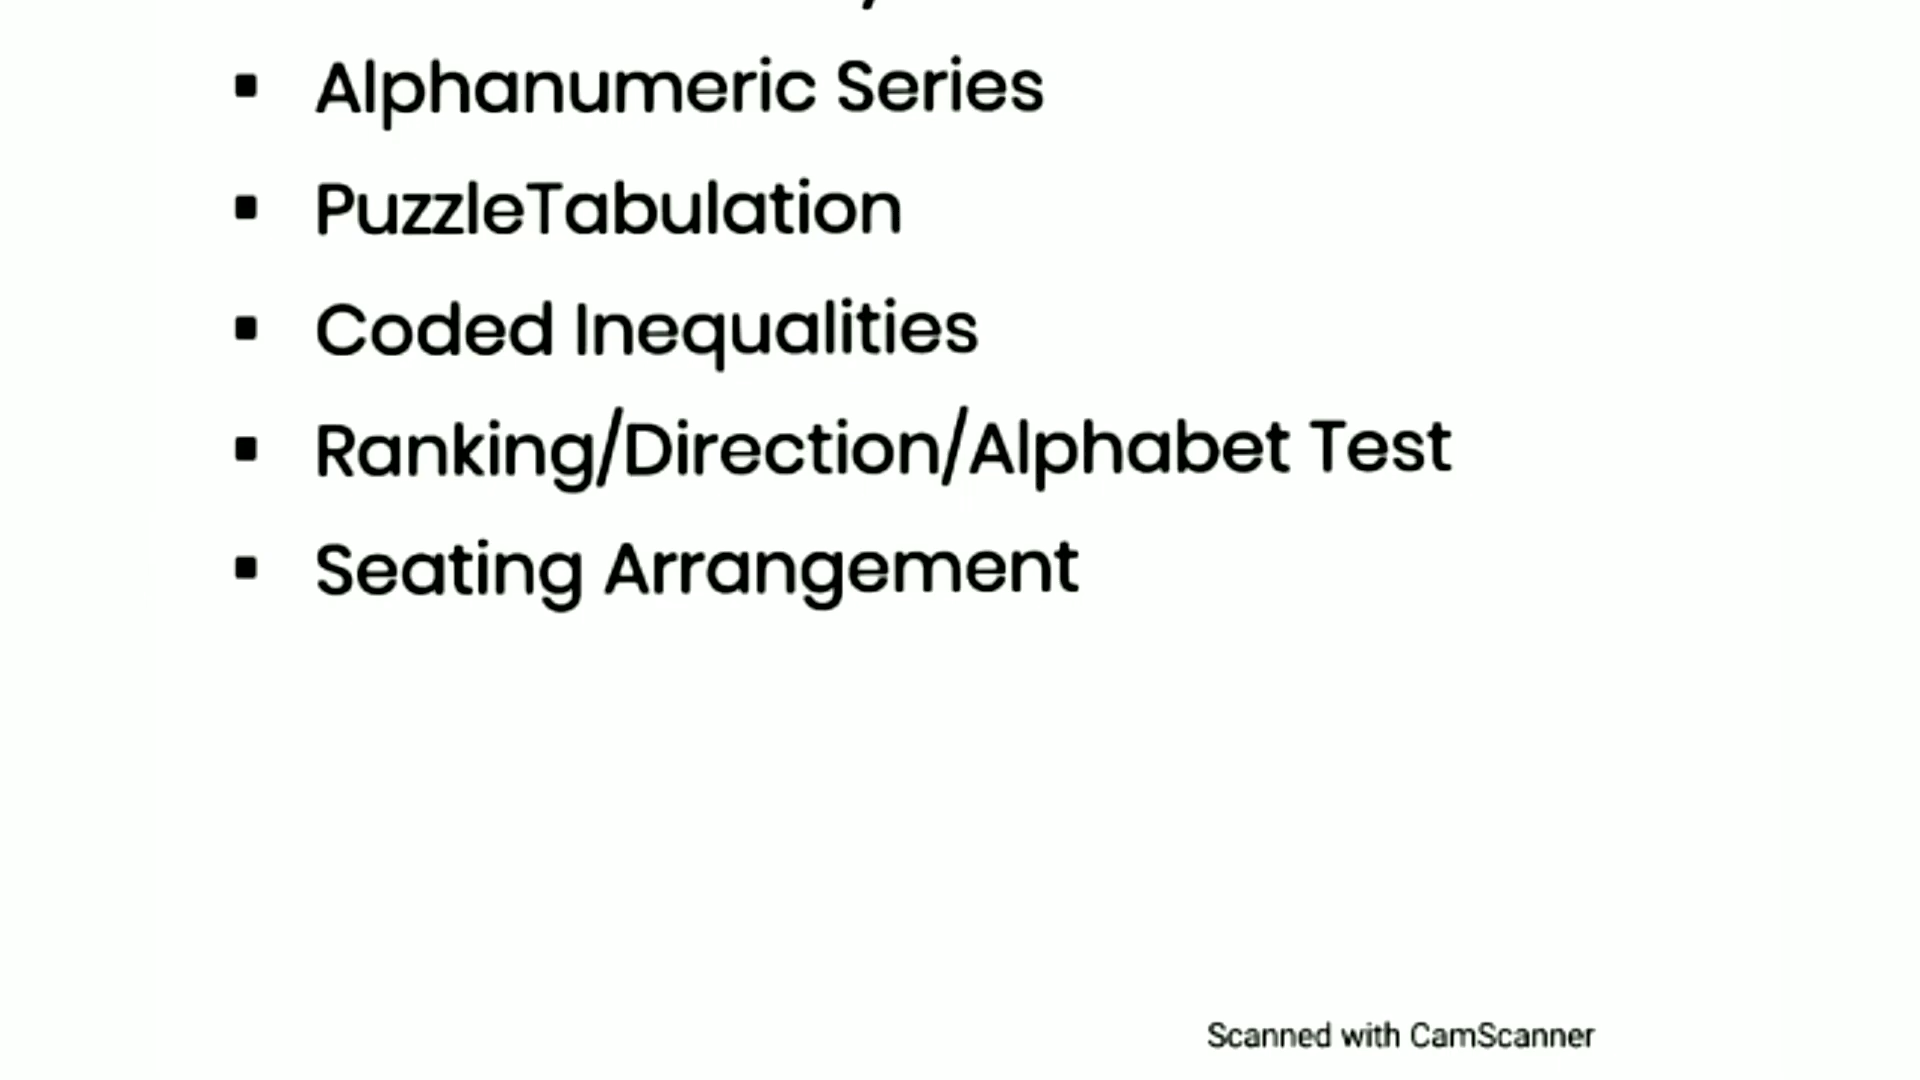 ▪ Alphanumeric Series
▪ PuzzleTabulation
▪ Coded Inequalities
▪ Ranking/Direction/Alphabet Test
▪ Seating Arrangement
Scanned with CamScanner